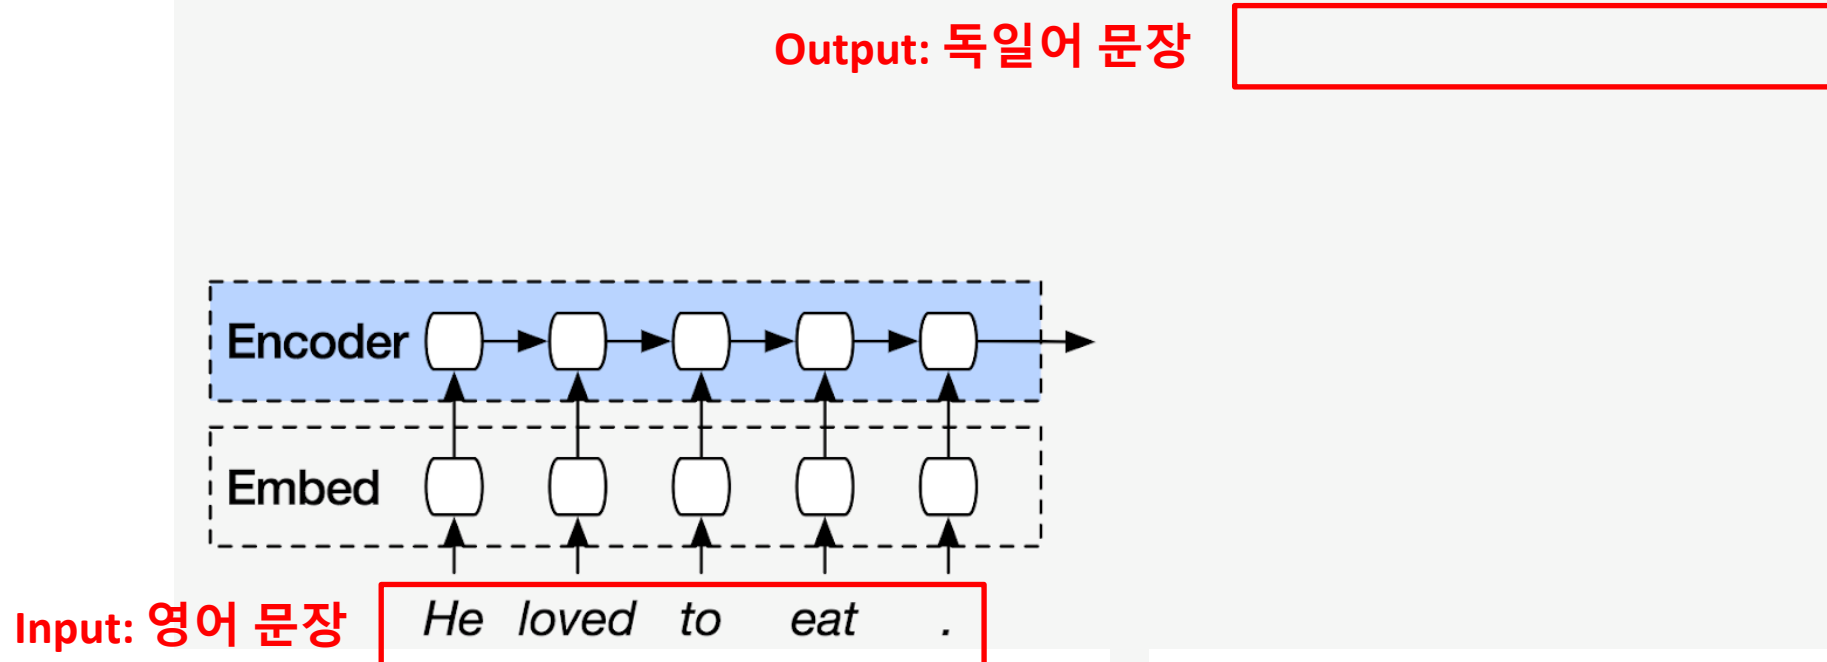 Output: 독일어 문장
Encoder
Embed
Input: 영어 문장
He loved to eat .